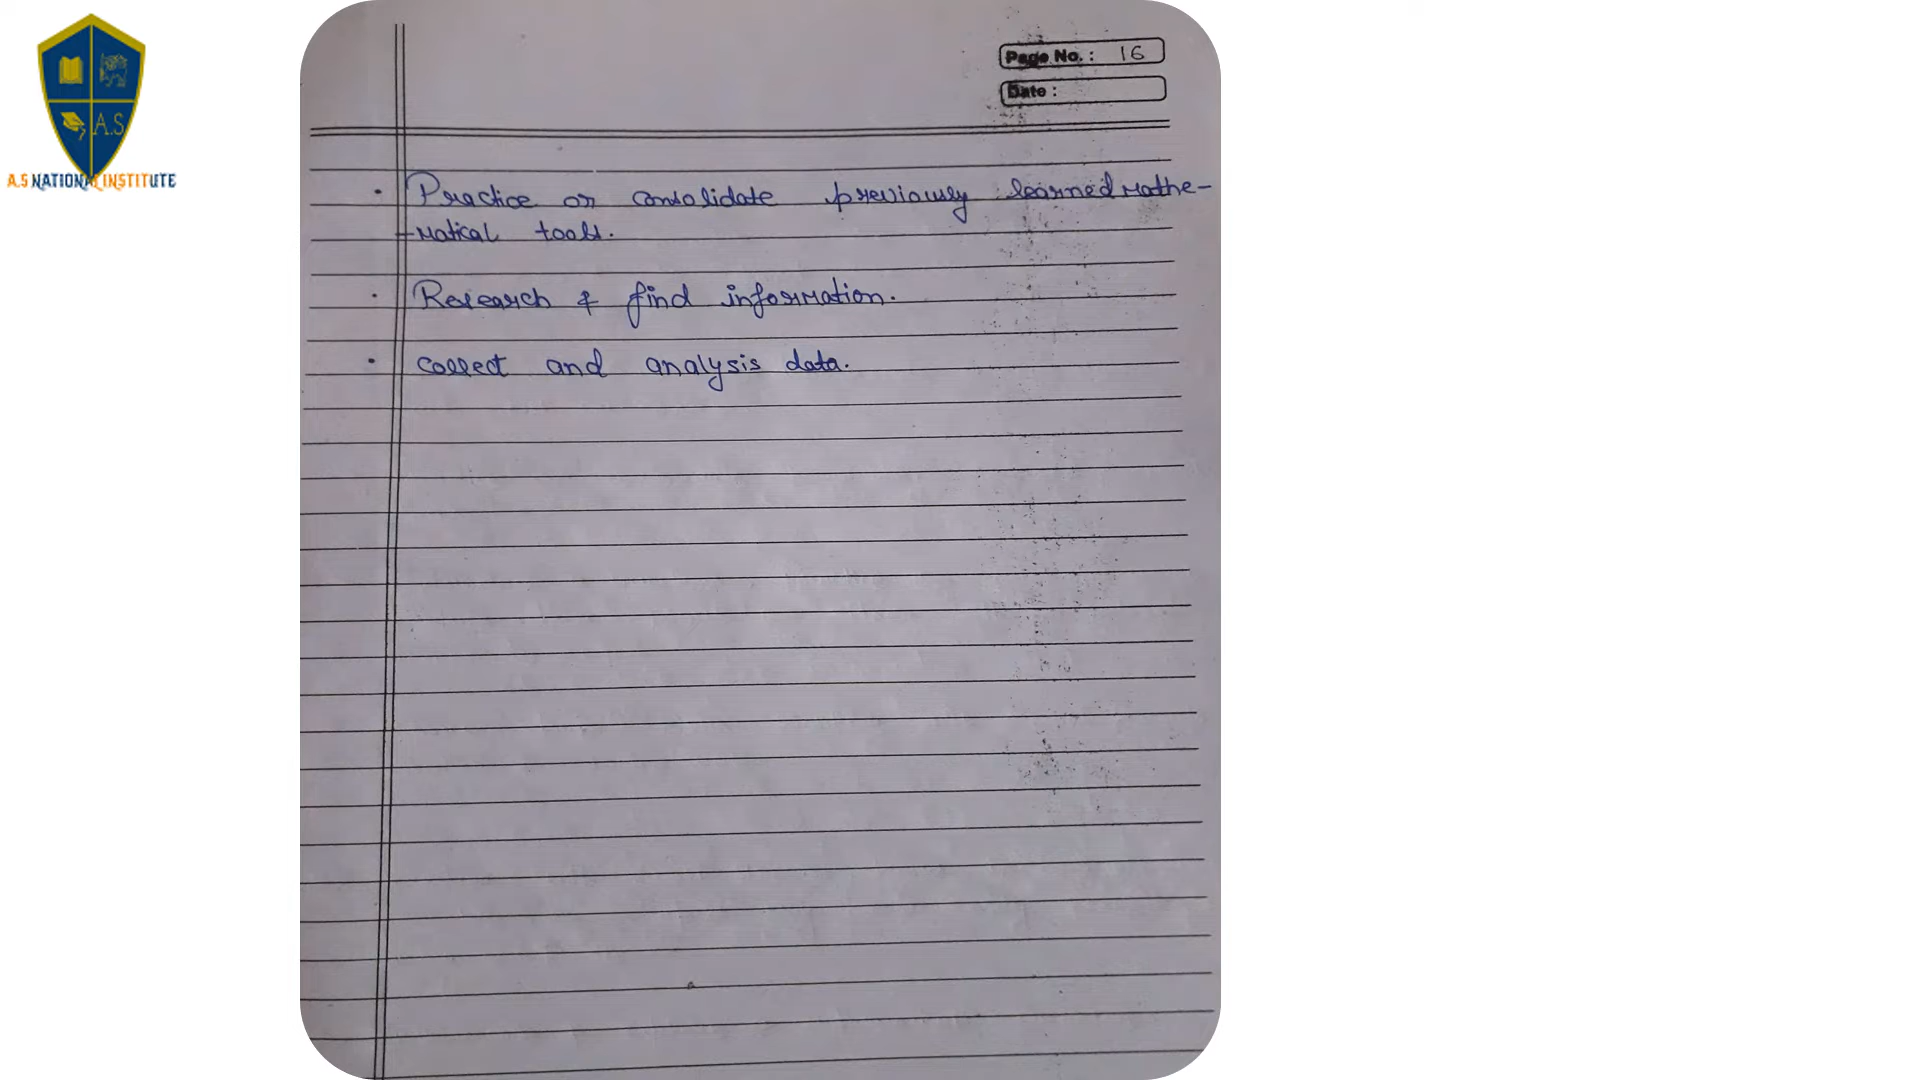 A.S
A.S NATIONAL INSTITUTE
Page No. : 16
Date :
• Practice or consolidate previously learned mathe-
-matical tools.
• Research & find information.
• Collect and analysis data.